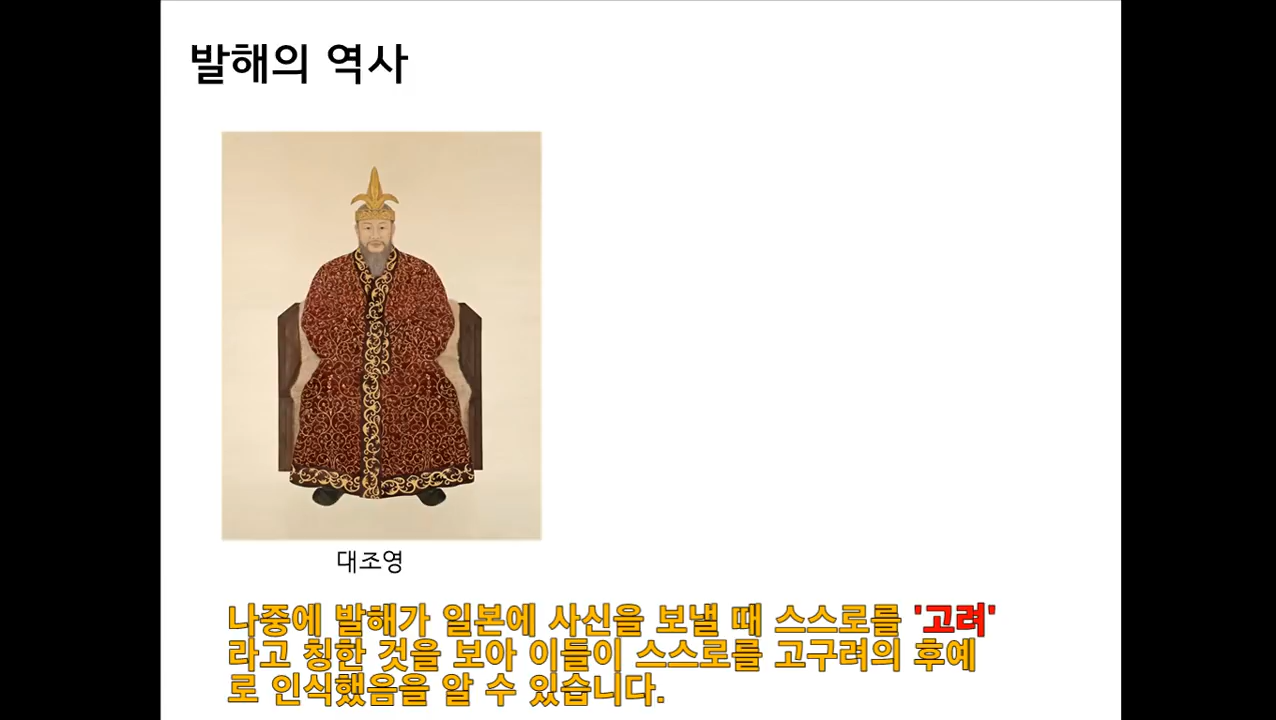 발해의 역사
대조영
나중에 발해가 일본에 사신을 보낼 때 스스로를 '고려'
라고 칭한 것을 보아 이들이 스스로를 고구려의 후예
로 인식했음을 알 수 있습니다.